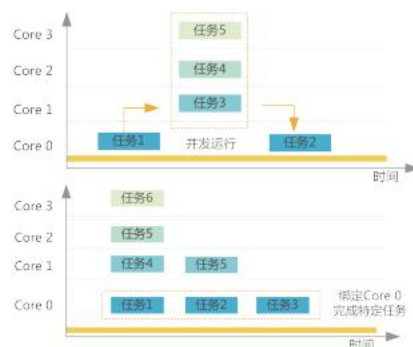 Core 3 任务5
Core 2 任务4
Core 1 任务3
Core 0 任务1 并发运行 任务2
时间
Core 3 任务6
Core 2 任务5
Core 1 任务4 任务5
Core 0 任务1 任务2 任务3 绑定Core 0
完成特定任务
时间